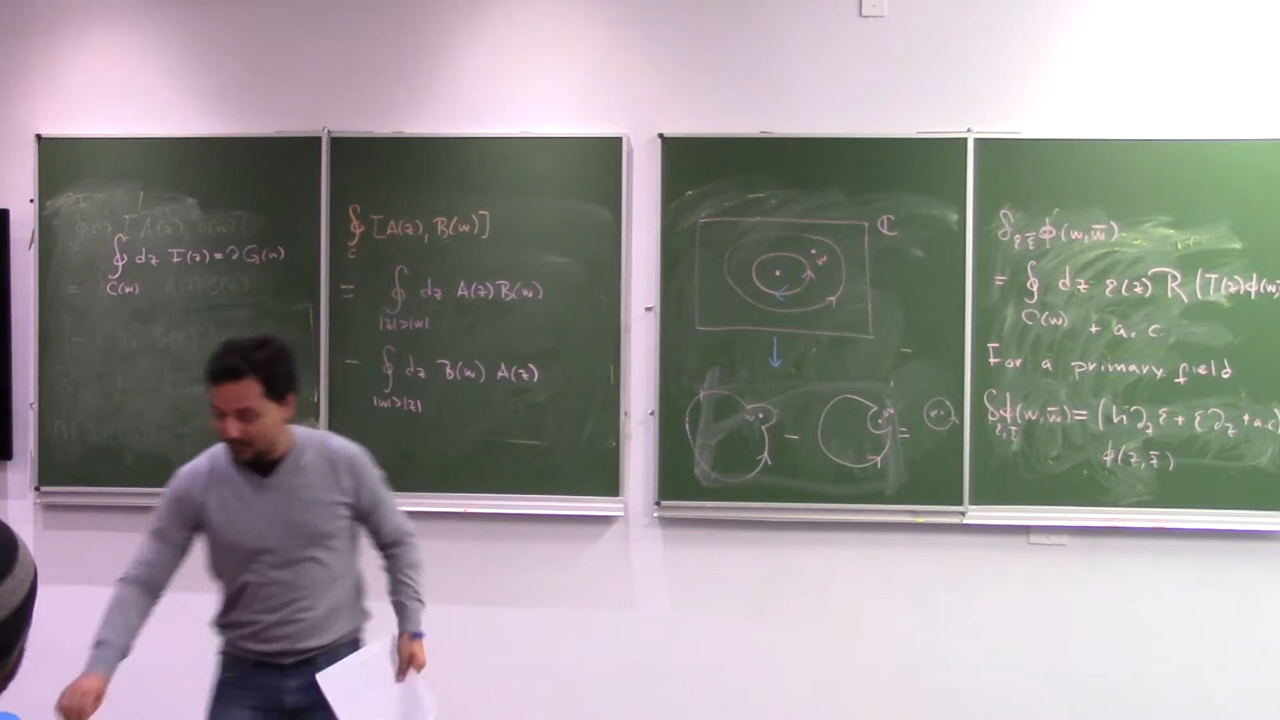 ∮ dz I(z) = ∂G(w)
C(w)
∮ [A(z), B(w)]
C
= ∮ dz A(z) B(w)
|z|>|w|
- ∮ dz B(w) A(z)
|w|>|z|
ℂ
w
- =
δ_{ε,ε̄} ϕ(w, w̄)
= ∮ dz ε(z) R (T(z)ϕ(w,
C(w) + a.c.
For a primary field
δ_{ε,ε̄} ϕ(w, w̄) = (h∂_z ε + ε∂_z + a.c)
ϕ(z, z̄)